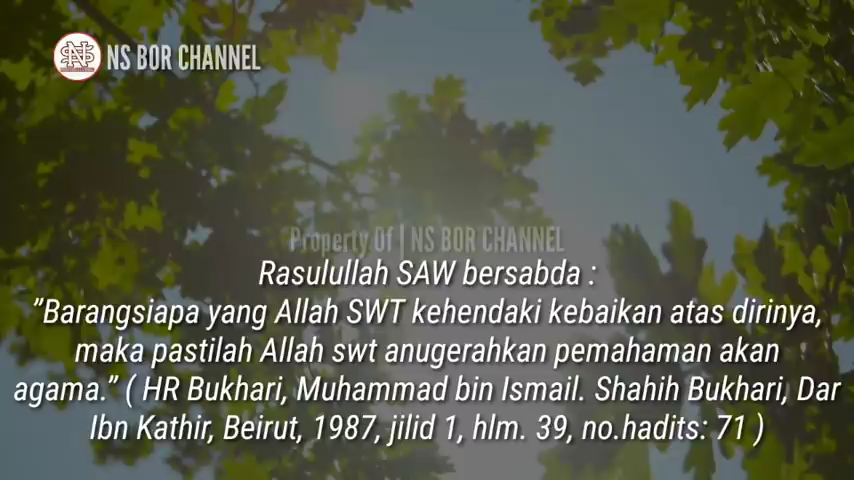 NS BOR CHANNEL
Property Of | NS BOR CHANNEL
Rasulullah SAW bersabda :
"Barangsiapa yang Allah SWT kehendaki kebaikan atas dirinya,
maka pastilah Allah swt anugerahkan pemahaman akan
agama." ( HR Bukhari, Muhammad bin Ismail. Shahih Bukhari, Dar
Ibn Kathir, Beirut, 1987, jilid 1, hlm. 39, no.hadits: 71 )